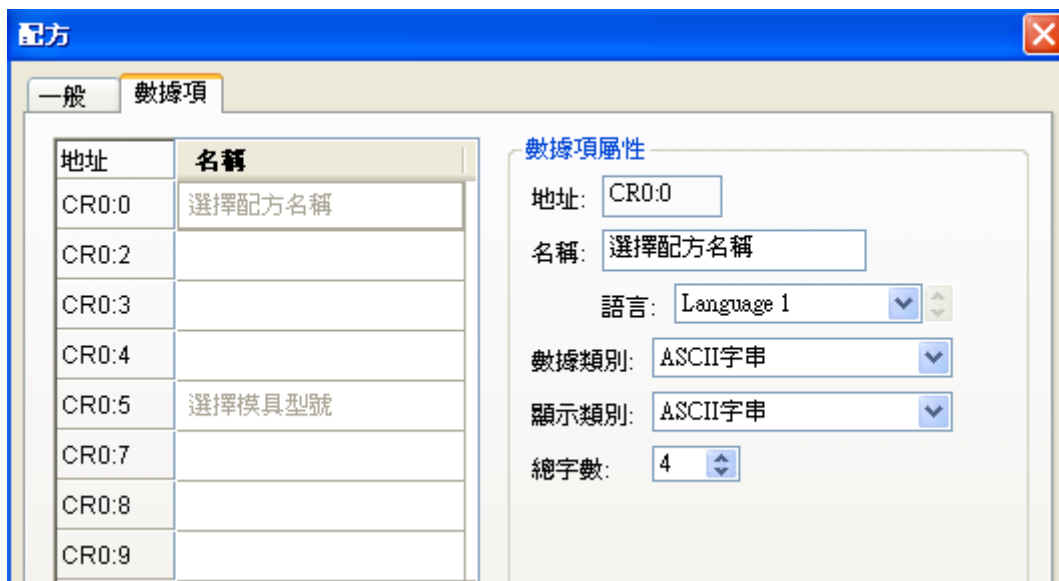 配方
一般 數據項
地址 名稱
CR0:0 選擇配方名稱
CR0:2
CR0:3
CR0:4
CR0:5 選擇模具型號
CR0:7
CR0:8
CR0:9
數據項屬性
地址: CR0:0
名稱: 選擇配方名稱
語言: Language 1
數據類別: ASCII字串
顯示類別: ASCII字串
總字數: 4